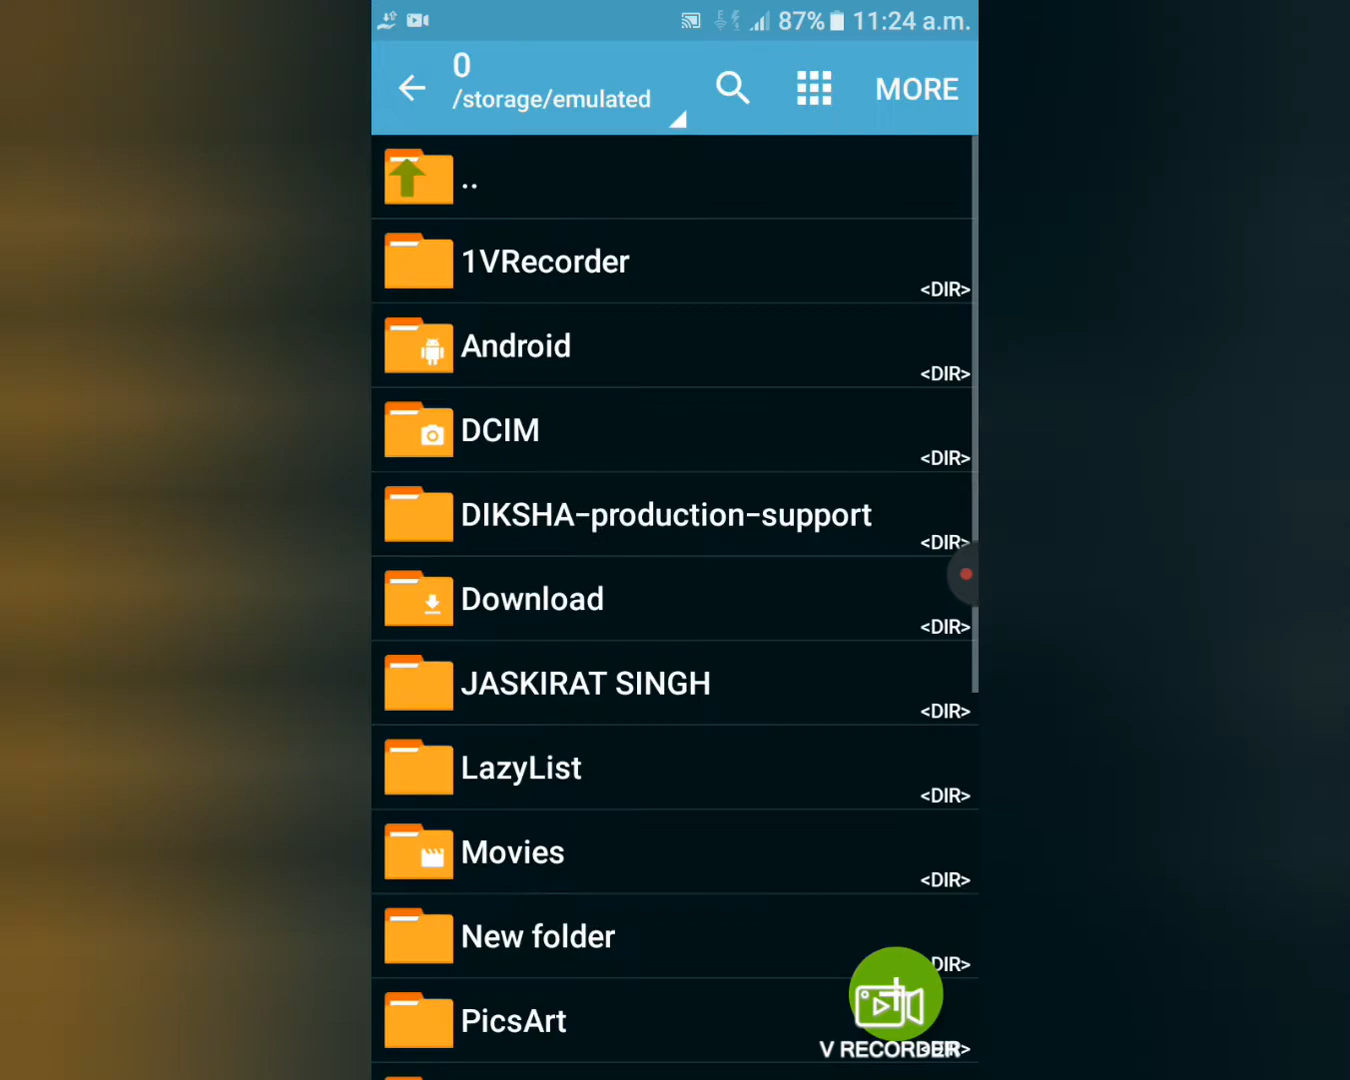 87% 11:24 a.m.
0
/storage/emulated
MORE
..
1VRecorder
<DIR>
Android
<DIR>
DCIM
<DIR>
DIKSHA-production-support
<DIR>
Download
<DIR>
JASKIRAT SINGH
<DIR>
LazyList
<DIR>
Movies
<DIR>
New folder
DIR>
PicsArt
V RECORDER